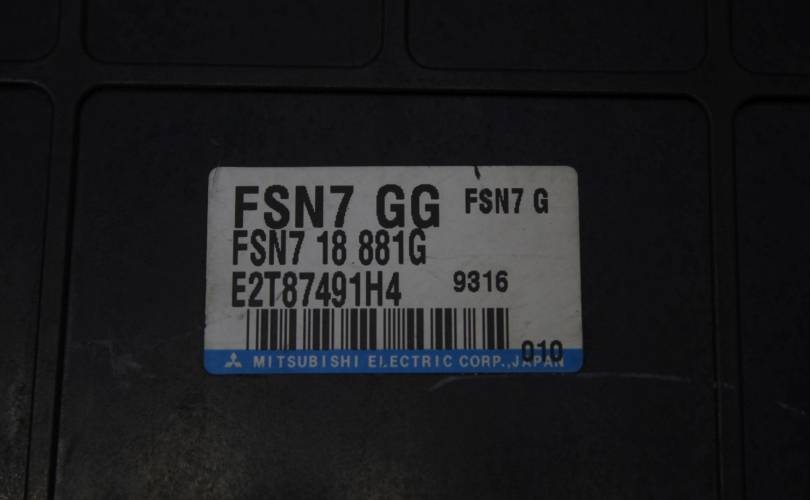 FSN7 GG FSN7 G
FSN7 18 881G
E2T87491H4 9316
010
MITSUBISHI ELECTRIC CORP.,JAPAN